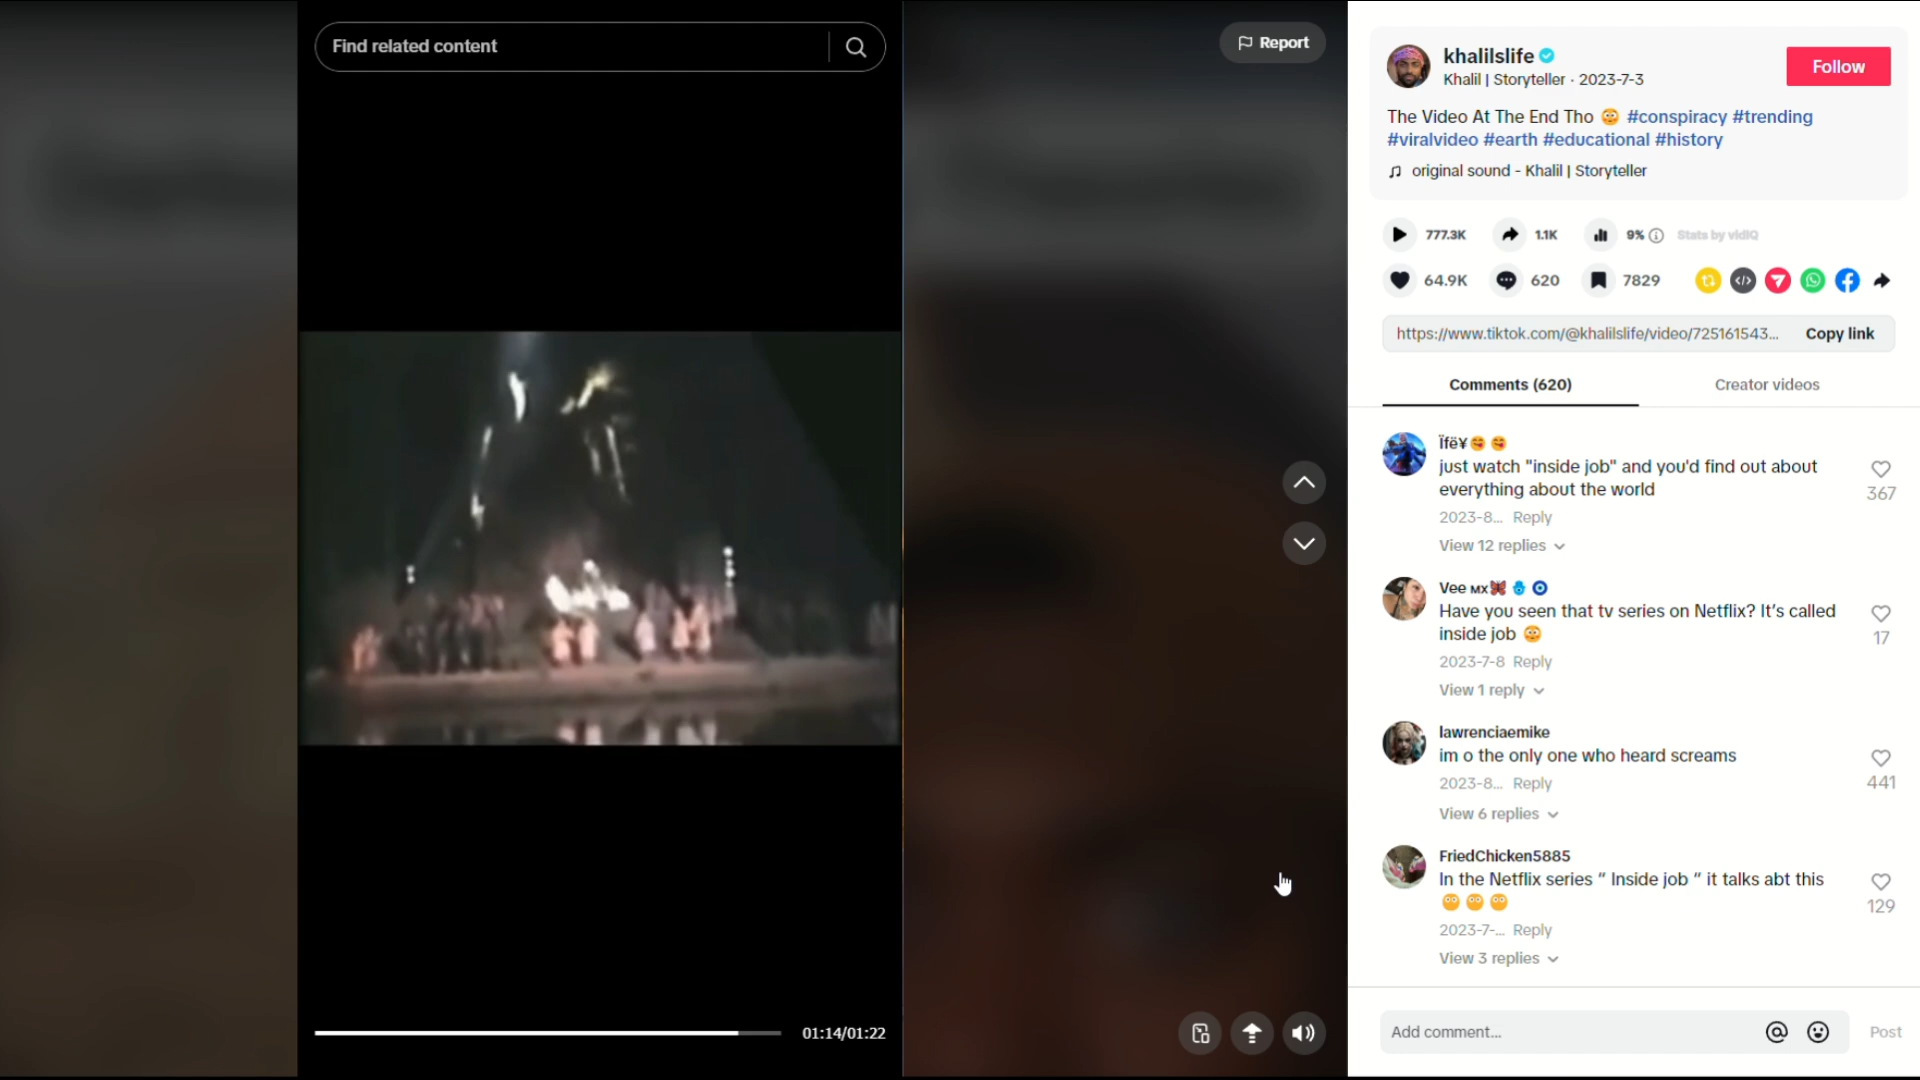 Find related content
Report
khalilslife
Khalil | Storyteller · 2023-7-3
Follow
The Video At The End Tho 😳 #conspiracy #trending
#viralvideo #earth #educational #history
original sound - Khalil | Storyteller
777.3K 1.1K 9% Stats by vidIQ
64.9K 620 7829
https://www.tiktok.com/@khalilslife/video/725161543... Copy link
Comments (620) Creator videos
Ïfë¥😋 😋
just watch "inside job" and you'd find out about
everything about the world
367
2023-8... Reply
View 12 replies
Vee ᴍx🦋 🪬 🧿
Have you seen that tv series on Netflix? It's called
inside job 😳
17
2023-7-8 Reply
View 1 reply
lawrenciaemike
im o the only one who heard screams
441
2023-8... Reply
View 6 replies
FriedChicken5885
In the Netflix series “ Inside job “ it talks abt this
😶 😶 😶
129
2023-7-... Reply
View 3 replies
01:14/01:22
Add comment...
Post